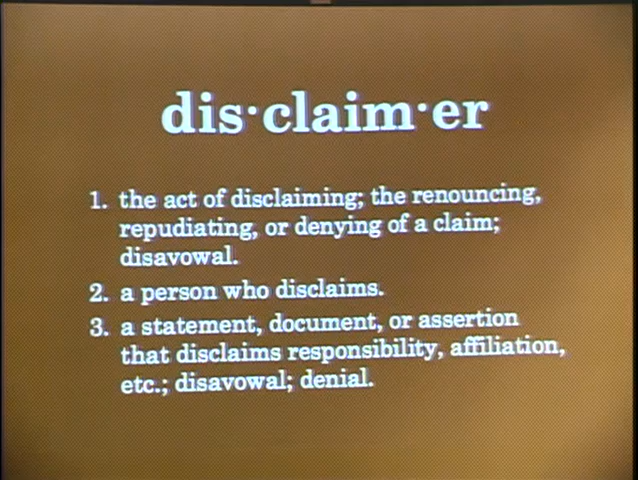 dis·claim·er
1. the act of disclaiming; the renouncing,
repudiating, or denying of a claim;
disavowal.
2. a person who disclaims.
3. a statement, document, or assertion
that disclaims responsibility, affiliation,
etc.; disavowal; denial.